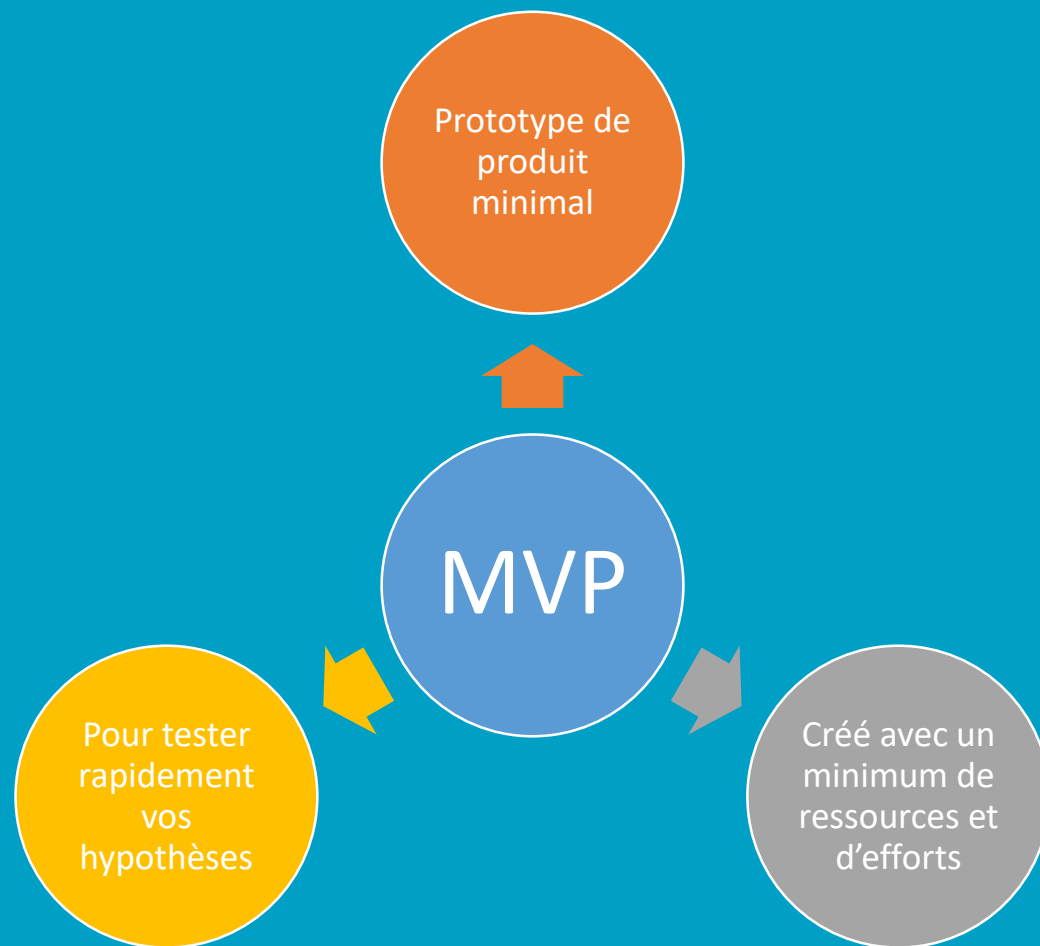 Prototype de
produit
minimal
MVP
Pour tester
rapidement
vos
hypothèses
Créé avec un
minimum de
ressources et
d’efforts